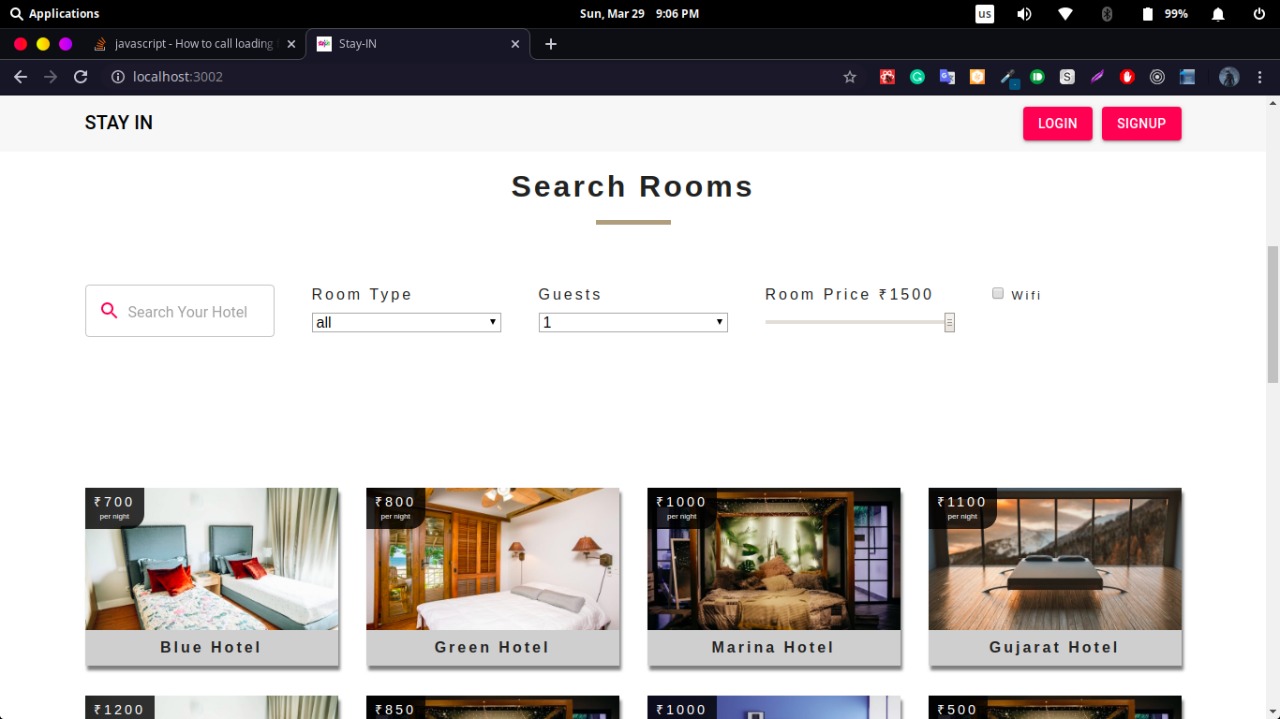 Applications
Sun, Mar 29 9:06 PM
us
99%
javascript - How to call loading
Stay-IN
localhost:3002
STAY IN
LOGIN
SIGNUP
Search Rooms
Search Your Hotel
Room Type
all
Guests
1
Room Price ₹1500
Wifi
₹700
per night
Blue Hotel
₹800
per night
Green Hotel
₹1000
per night
Marina Hotel
₹1100
per night
Gujarat Hotel
₹1200
₹850
₹1000
₹500